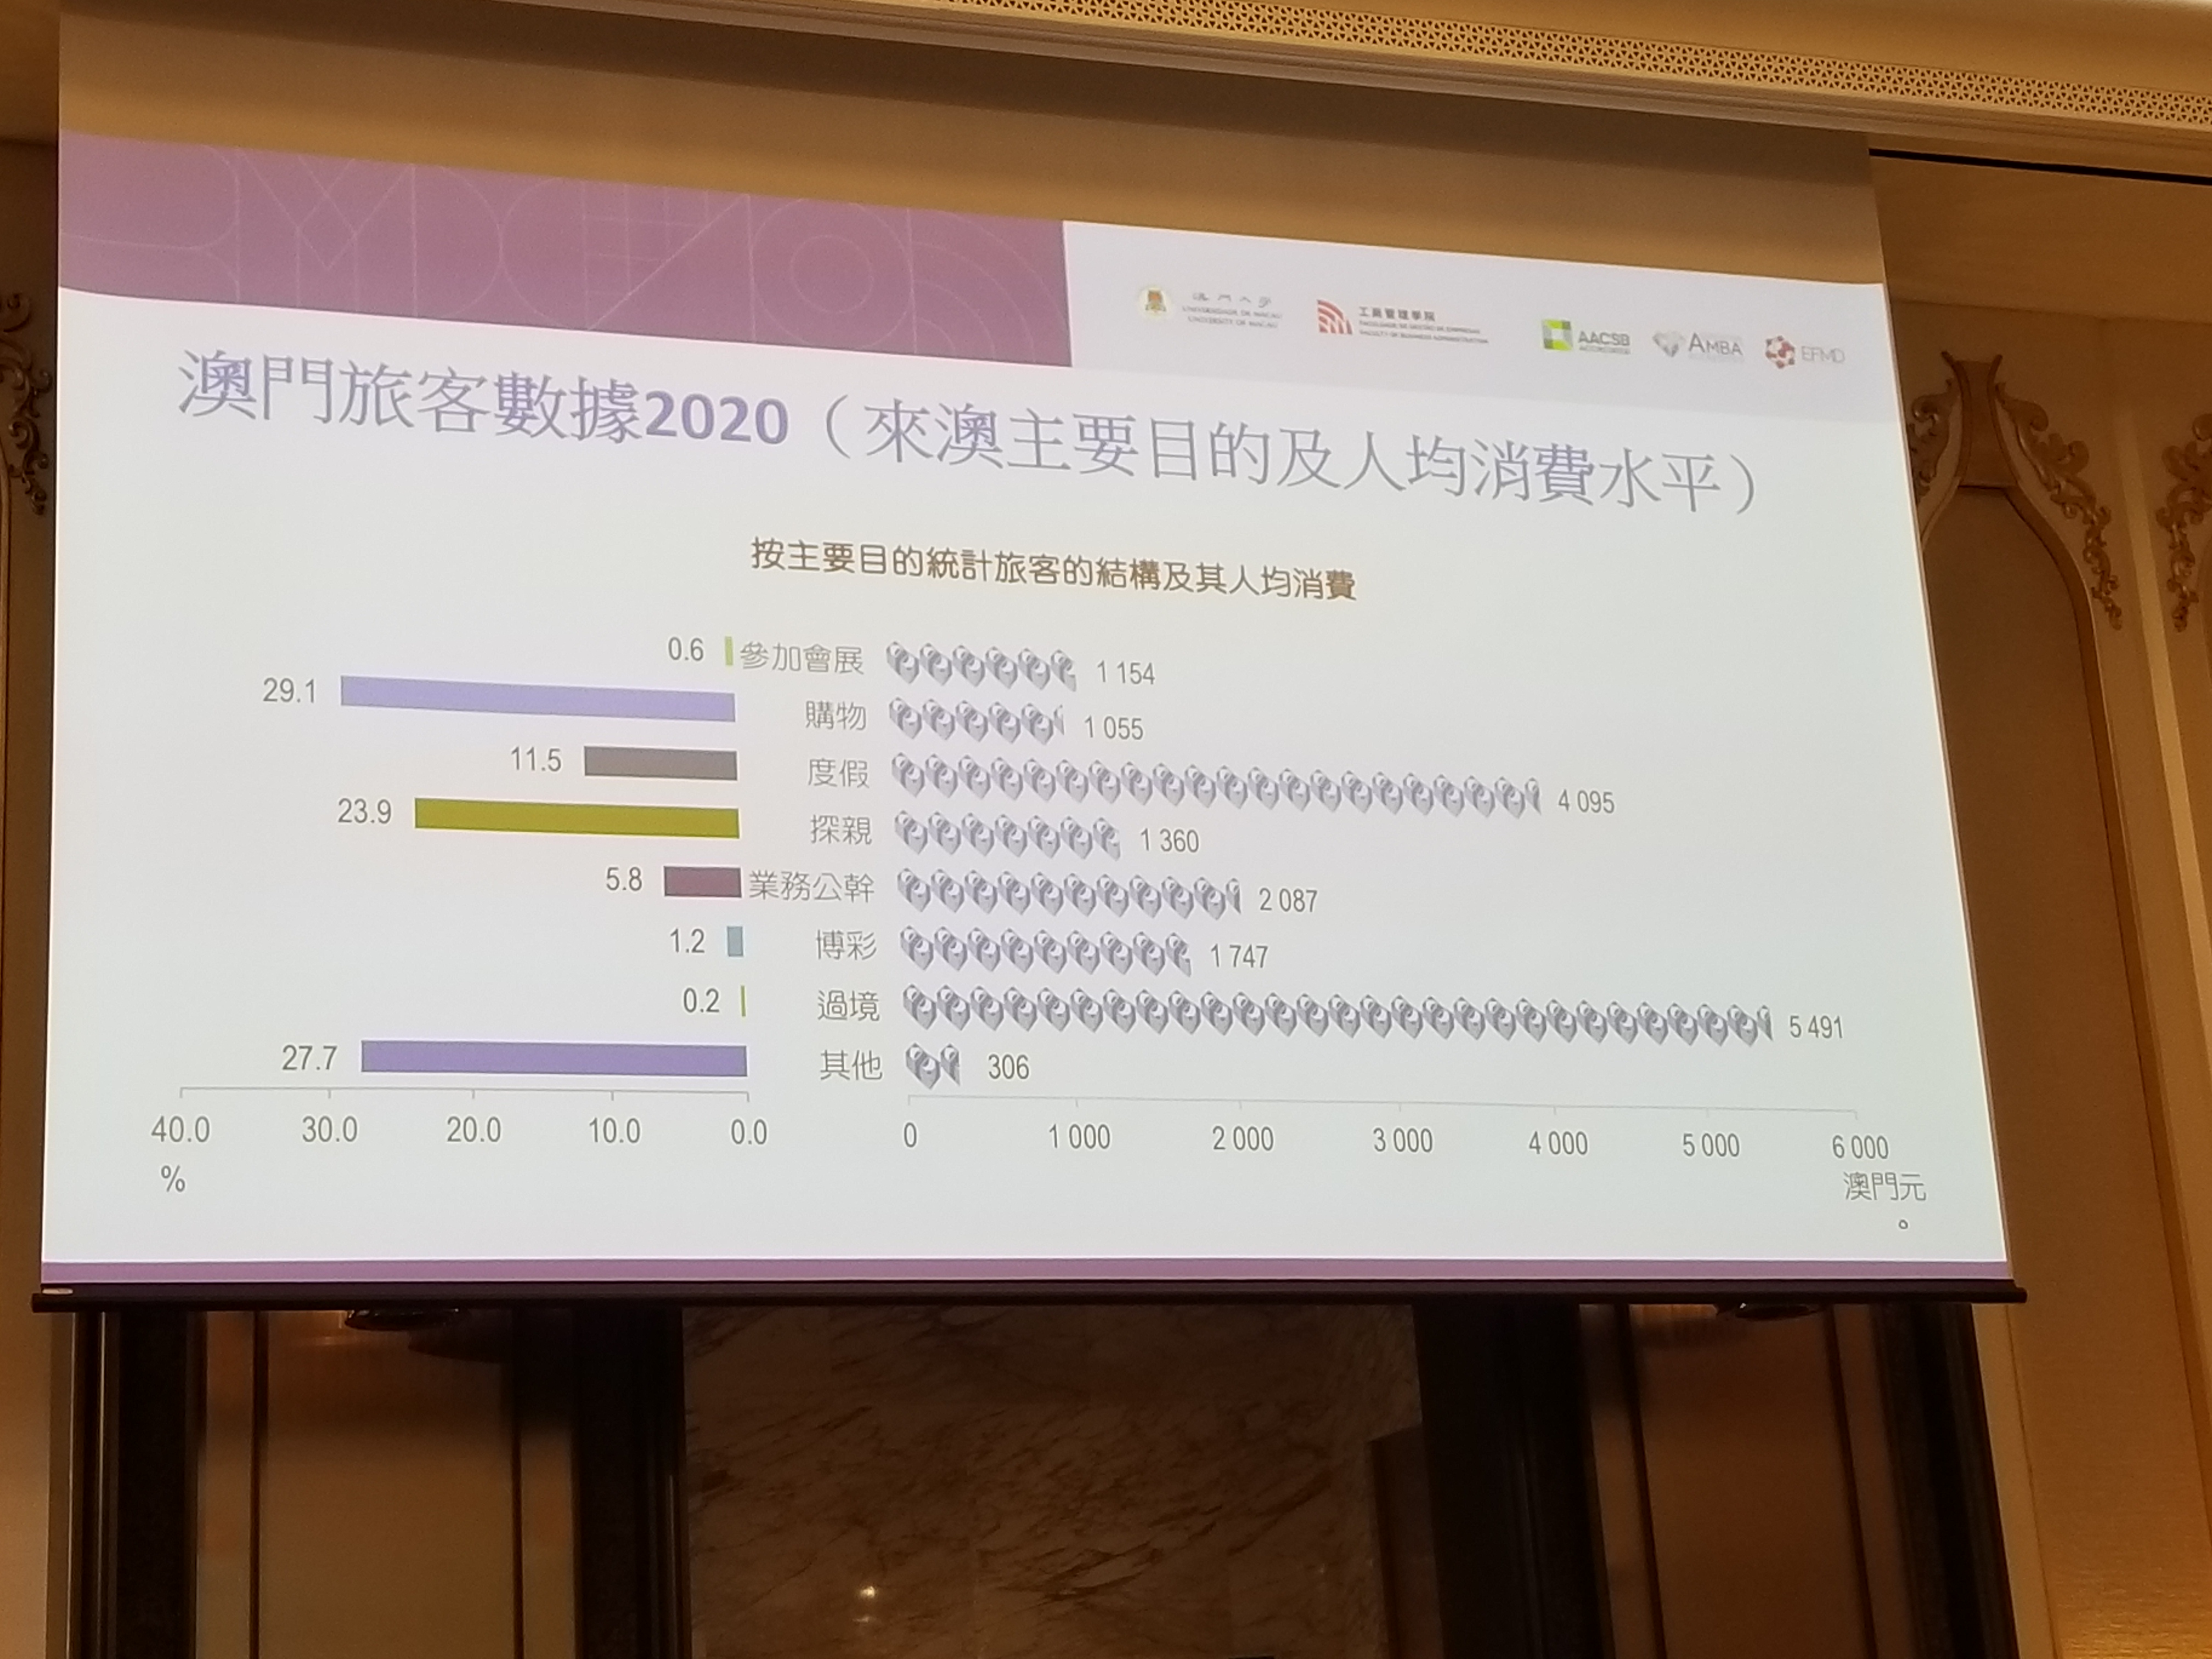 澳門大學
UNIVERSIDADE DE MACAU
UNIVERSITY OF MACAU
工商管理學院
FACULDADE DE GESTÃO DE EMPRESAS
FACULTY OF BUSINESS ADMINISTRATION
AACSB
ACCREDITED
AMBA
EFMD
澳門旅客數據2020（來澳主要目的及人均消費水平）
按主要目的統計旅客的結構及其人均消費
0.6 參加會展 1 154
29.1 購物 1 055
11.5 度假 4 095
23.9 探親 1 360
5.8 業務公幹 2 087
1.2 博彩 1 747
0.2 過境 5 491
27.7 其他 306
40.0 30.0 20.0 10.0 0.0 0 1 000 2 000 3 000 4 000 5 000 6 000
% 澳門元
。